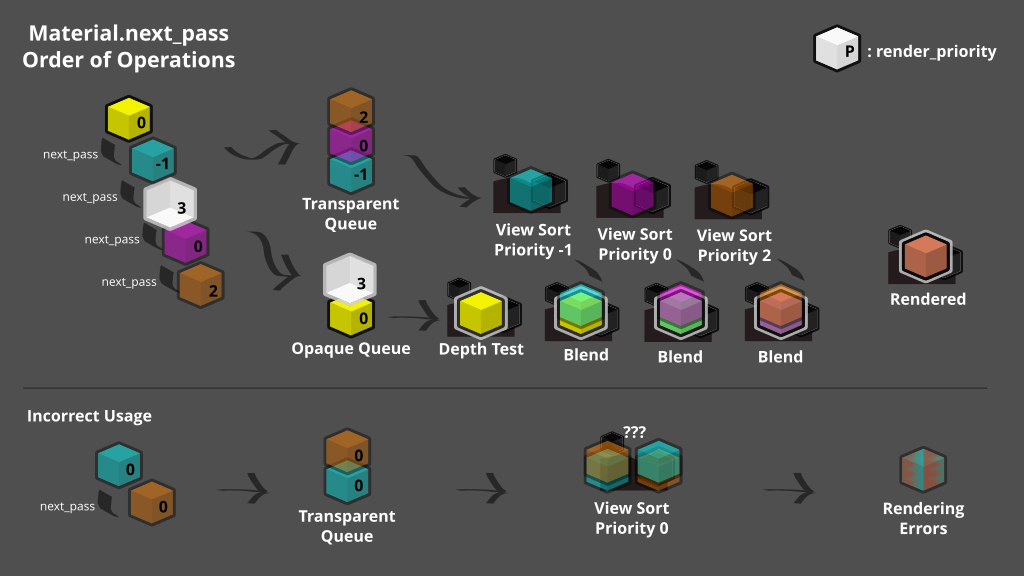 Material.next_pass
Order of Operations
P : render_priority
0
next_pass
-1
next_pass
3
next_pass
0
next_pass
2
2
0
-1
Transparent
Queue
3
0
Opaque Queue
Depth Test
View Sort
Priority -1
View Sort
Priority 0
View Sort
Priority 2
Blend
Blend
Blend
Rendered
Incorrect Usage
0
next_pass
0
0
0
Transparent
Queue
???
View Sort
Priority 0
Rendering
Errors